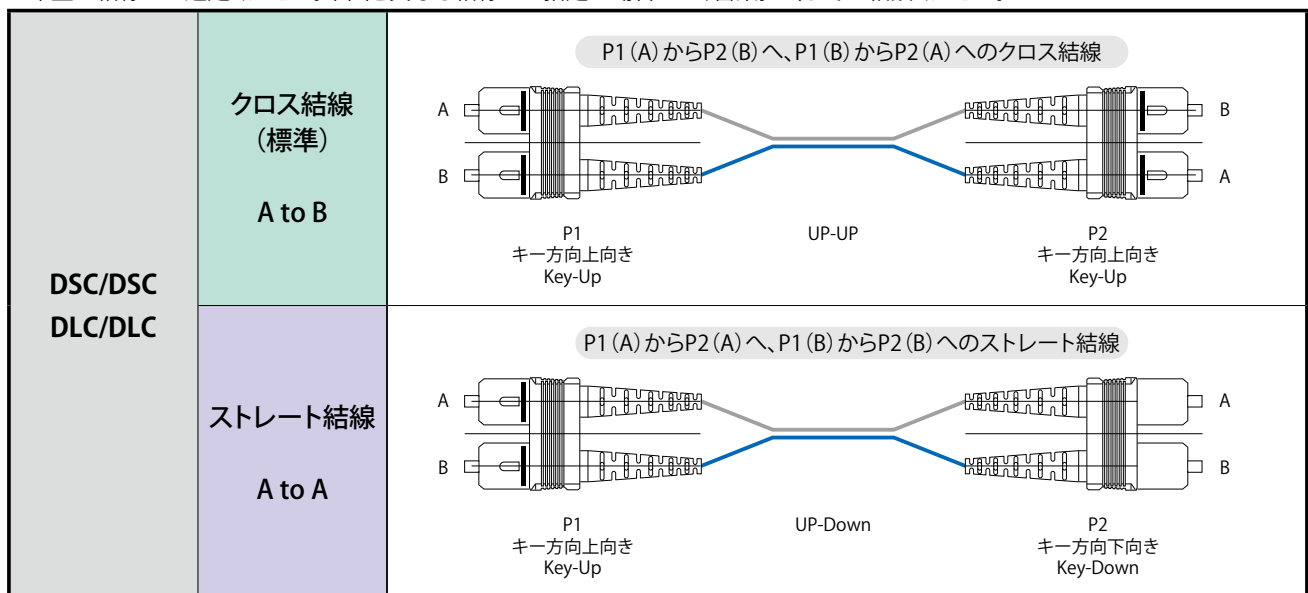 DSC/DSC
DLC/DLC
クロス結線
（標準）
A to B
P1（A）からP2（B）へ、P1（B）からP2（A）へのクロス結線
A
B
B
A
P1
キー方向上向き
Key-Up
UP-UP
P2
キー方向上向き
Key-Up
ストレート結線
A to A
P1（A）からP2（A）へ、P1（B）からP2（B）へのストレート結線
A
A
B
B
P1
キー方向上向き
Key-Up
UP-Down
P2
キー方向下向き
Key-Down